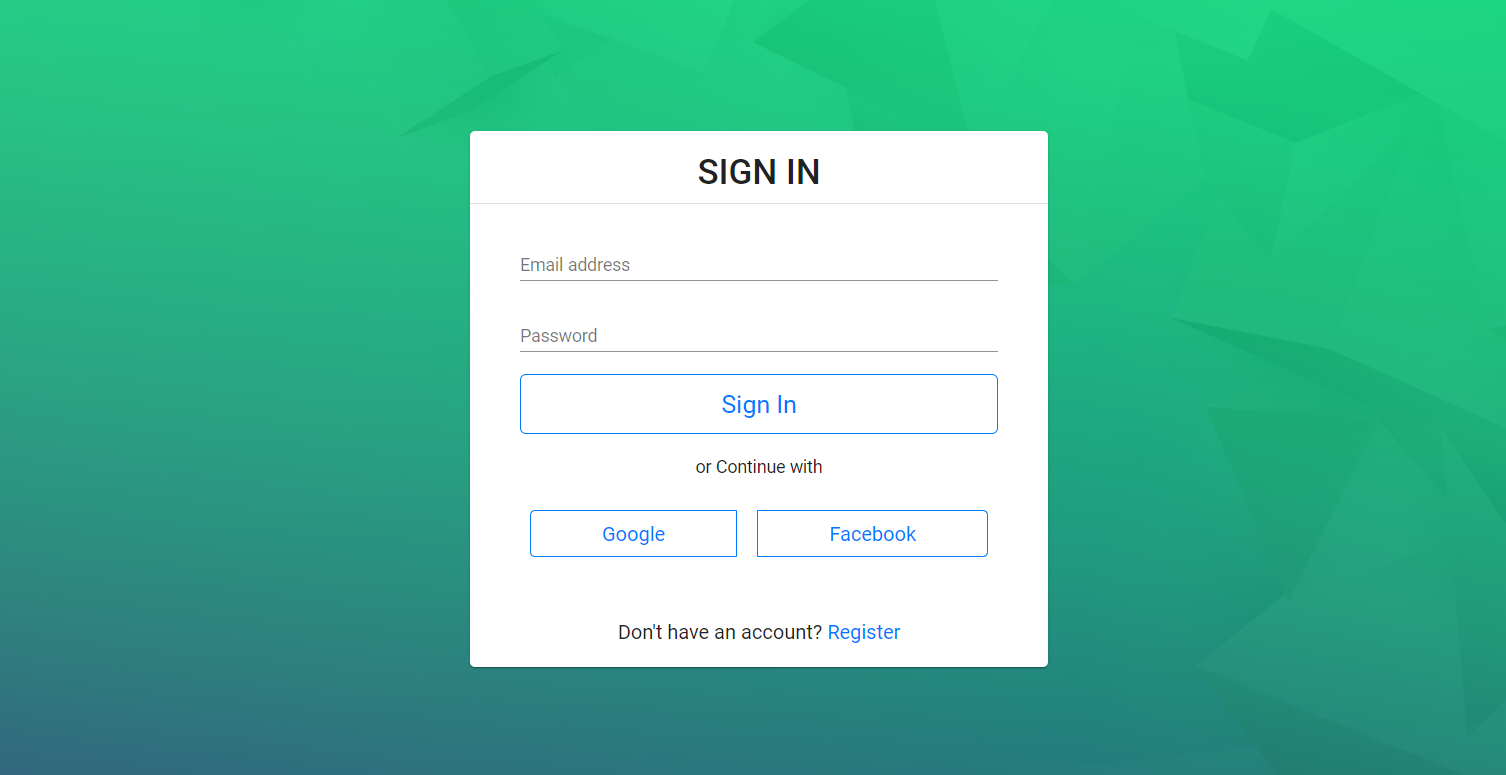 SIGN IN
Email address
Password
Sign In
or Continue with
Google Facebook
Don't have an account? Register